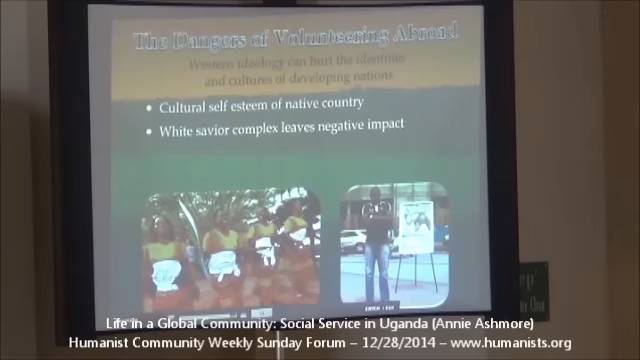 The Dangers of Volunteering Abroad
Western ideology can hurt the identities
and cultures of developing nations
• Cultural self esteem of native country
• White savior complex leaves negative impact
Life in a Global Community: Social Service in Uganda (Annie Ashmore)
Humanist Community Weekly Sunday Forum – 12/28/2014 – www.humanists.org